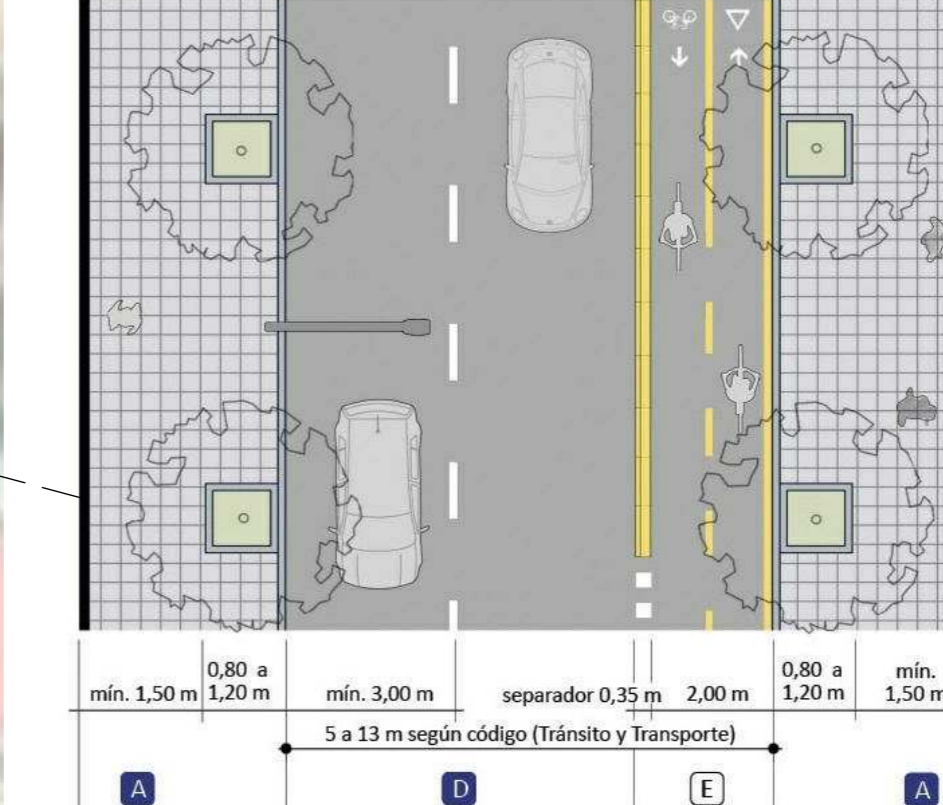 0,80 a
0,80 a
mín.
mín. 1,50 m
1,20 m
mín. 3,00 m
separador 0,35 m
2,00 m
1,20 m
1,50 m
5 a 13 m según código (Tránsito y Transporte)
A
D
E
A